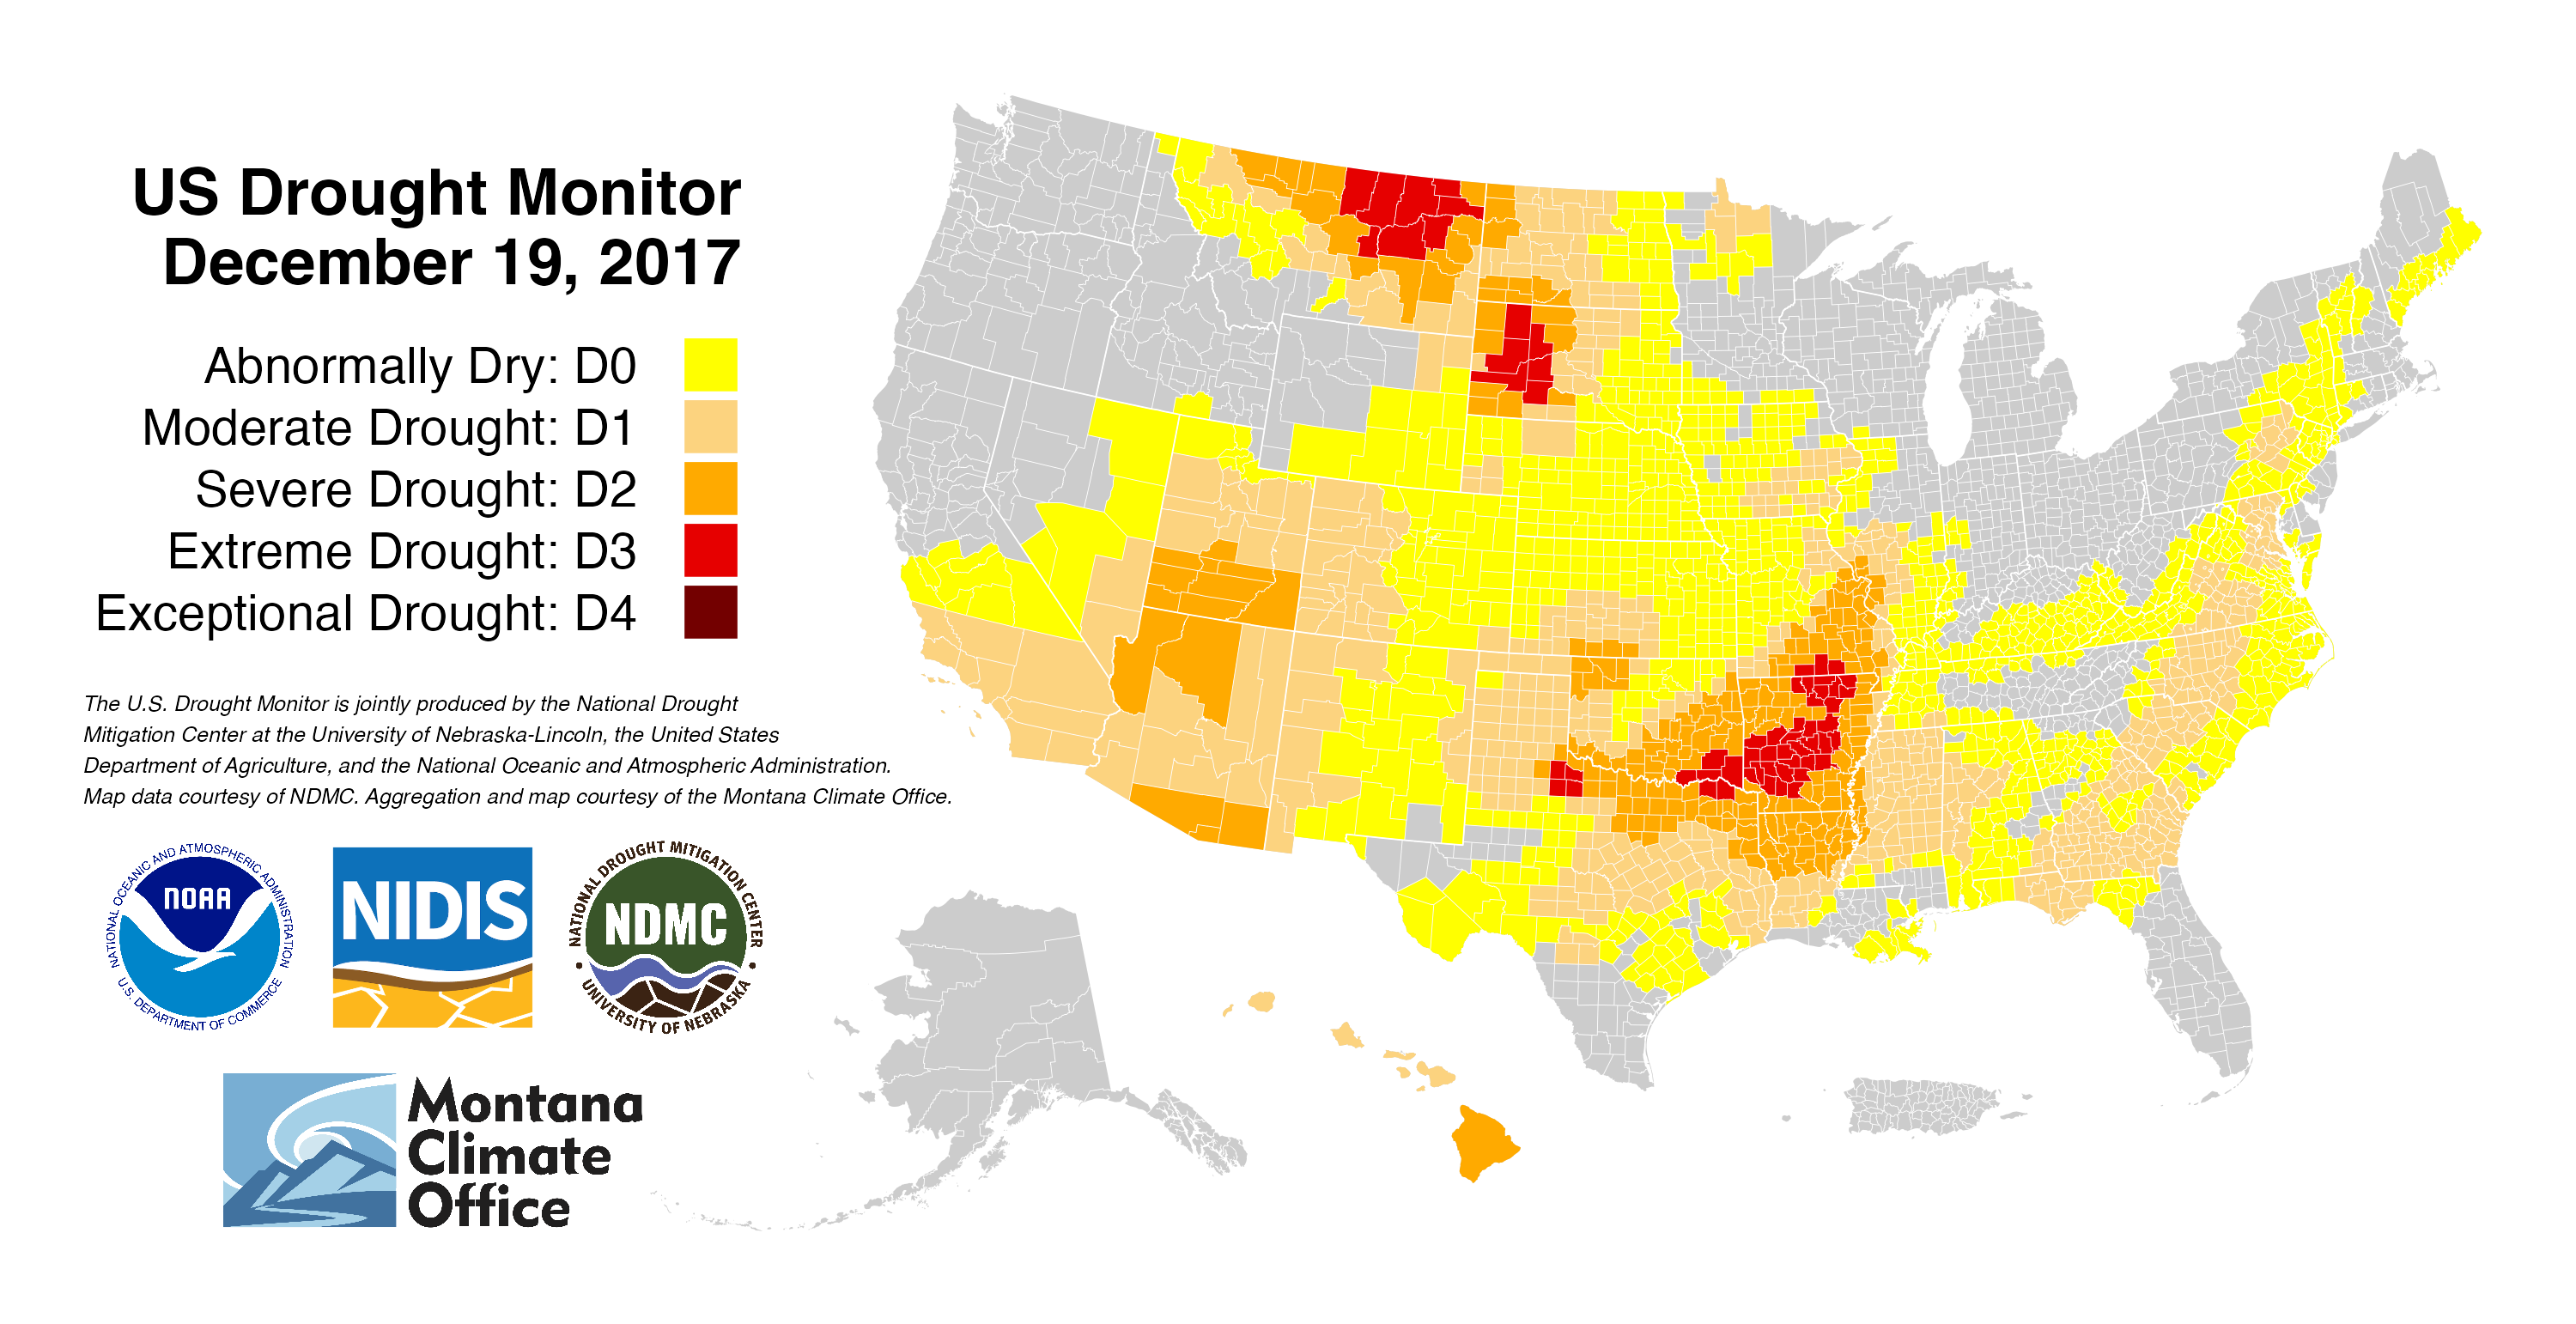 US Drought Monitor
December 19, 2017
Abnormally Dry: D0
Moderate Drought: D1
Severe Drought: D2
Extreme Drought: D3
Exceptional Drought: D4
The U.S. Drought Monitor is jointly produced by the National Drought
Mitigation Center at the University of Nebraska-Lincoln, the United States
Department of Agriculture, and the National Oceanic and Atmospheric Administration.
Map data courtesy of NDMC. Aggregation and map courtesy of the Montana Climate Office.
NATIONAL OCEANIC AND ATMOSPHERIC ADMINISTRATION
NOAA
U.S. DEPARTMENT OF COMMERCE
NIDIS
NATIONAL DROUGHT MITIGATION CENTER
NDMC
UNIVERSITY OF NEBRASKA
Montana
Climate
Office